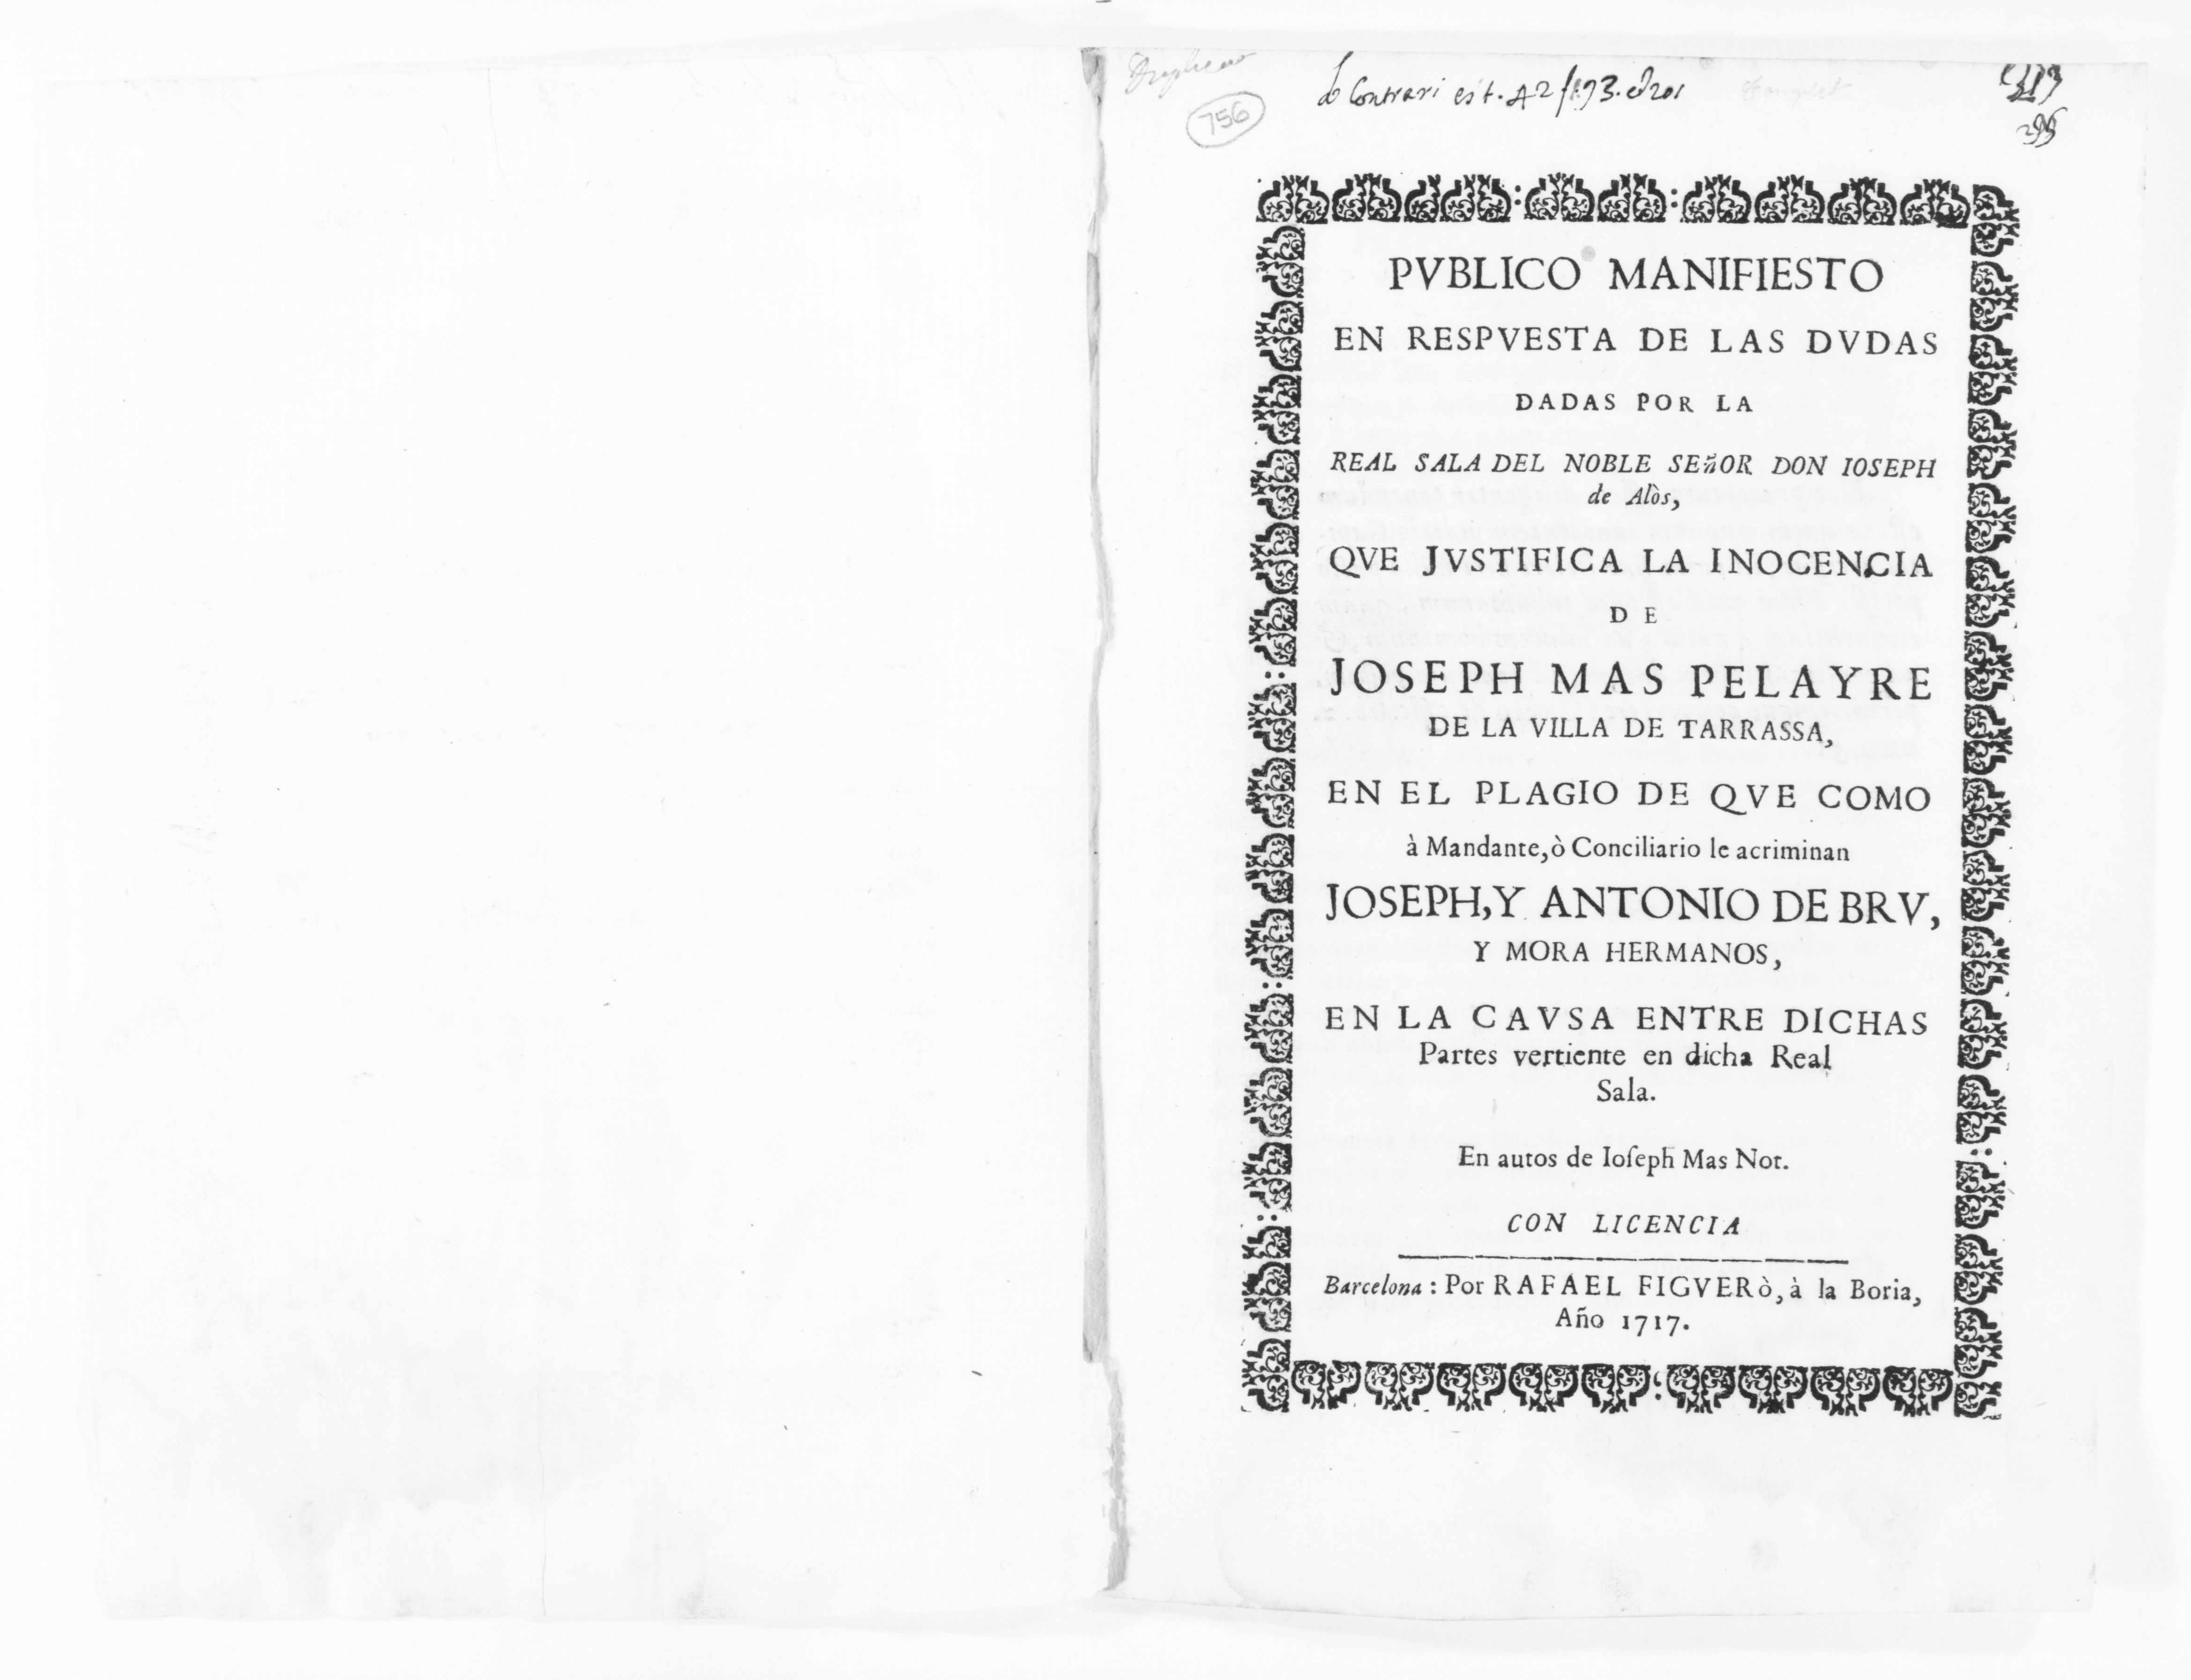 756
lo Contrari est. A2 f. 193. el 201
PVBLICO MANIFIESTO
EN RESPVESTA DE LAS DVDAS
DADAS POR LA
REAL SALA DEL NOBLE SEñOR DON IOSEPH
de Alòs,
QVE JVSTIFICA LA INOCENCIA
DE
JOSEPH MAS PELAYRE
DE LA VILLA DE TARRASSA,
EN EL PLAGIO DE QVE COMO
à Mandante, ò Conciliario le acriminan
JOSEPH, Y ANTONIO DE BRV,
Y MORA HERMANOS,
EN LA CAVSA ENTRE DICHAS
Partes vertiente en dicha Real
Sala.
En autos de Ioſeph Mas Not.
CON LICENCIA
Barcelona: Por RAFAEL FIGVERò, à la Boria,
Año 1717.